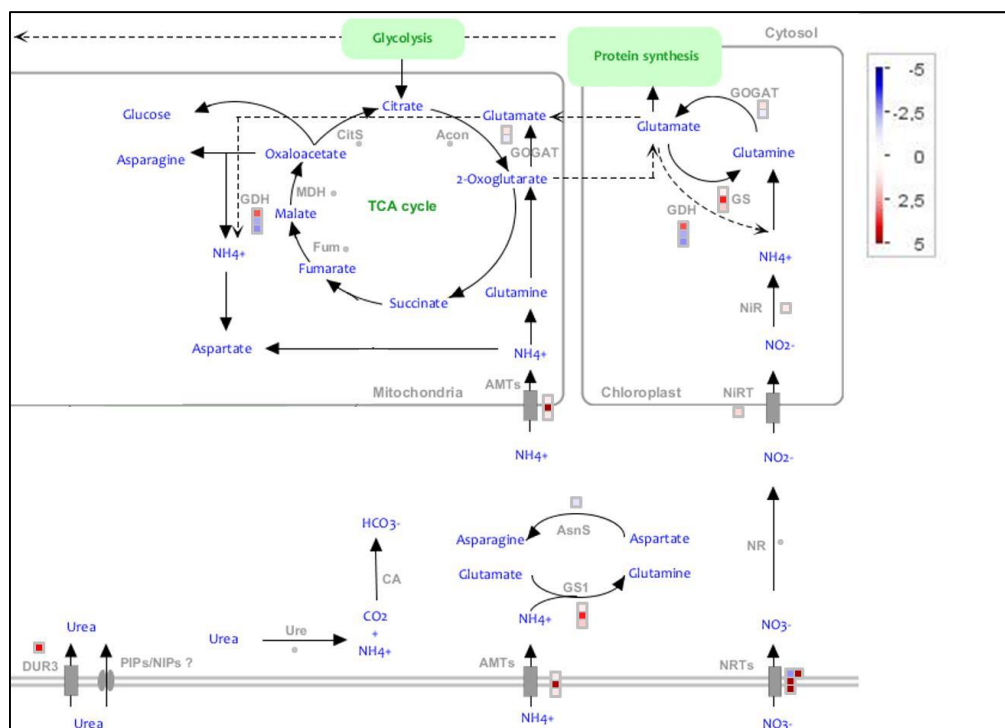 Glycolysis
Cytosol
Protein synthesis
-5
-2,5
0
2,5
5
GOGAT
Glucose
Citrate
Glutamate
Glutamate
CitS
Acon
GOGAT
Glutamine
Asparagine
Oxaloacetate
2-Oxoglutarate
MDH
TCA cycle
GDH
GS
Malate
GDH
NH4+
Fum
NH4+
Fumarate
Succinate
Glutamine
NiR
Aspartate
NH4+
NO2-
Mitochondria
AMTs
Chloroplast
NiRT
NH4+
NO2-
HCO3-
AsnS
Asparagine
Aspartate
NR
Glutamate
Glutamine
CA
GS1
CO2
+
NH4+
NH4+
NO3-
Urea
Urea
Ure
DUR3
PIPs/NIPs ?
AMTs
NRTs
Urea
NH4+
NO3-